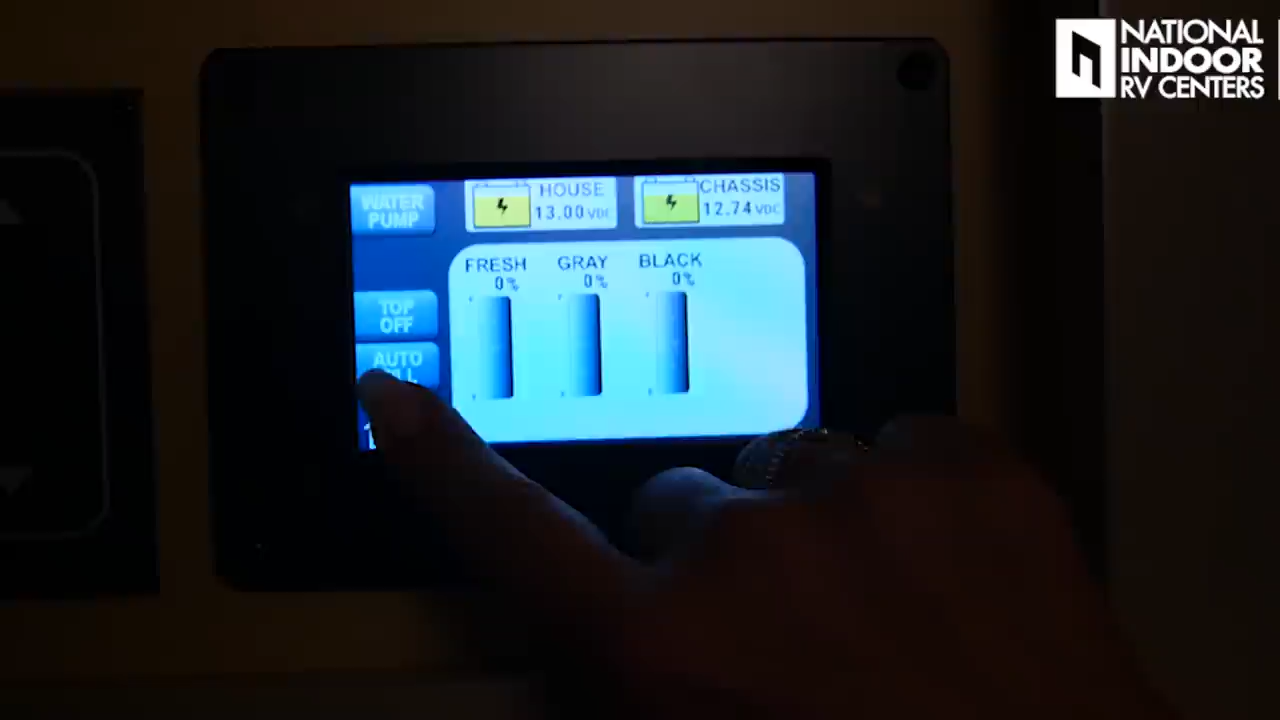 NATIONAL
INDOOR
RV CENTERS
WATER
PUMP
HOUSE
13.00 VDC
CHASSIS
12.74 VDC
FRESH
0%
GRAY
0%
BLACK
0%
TOP
OFF
AUTO